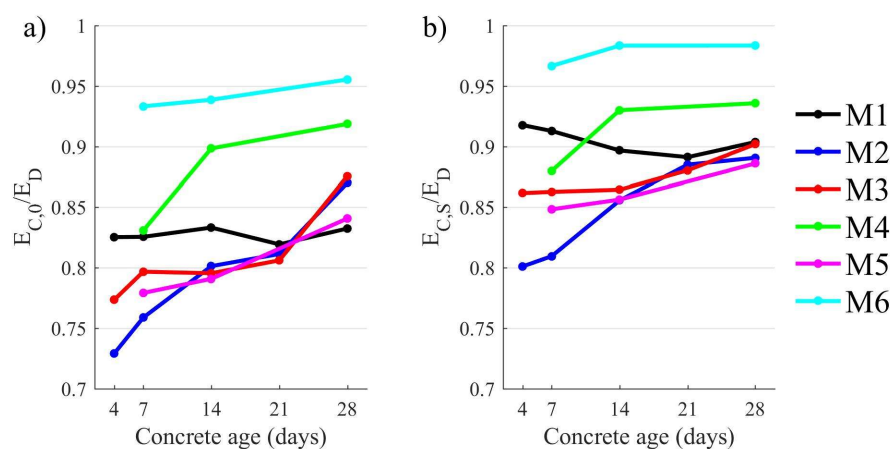 a)
1
0.95
0.9
0.85
0.8
0.75
0.7
E_C,0/E_D
4 7 14 21 28
Concrete age (days)
b)
1
0.95
0.9
0.85
0.8
0.75
0.7
E_C,S/E_D
4 7 14 21 28
Concrete age (days)
M1
M2
M3
M4
M5
M6